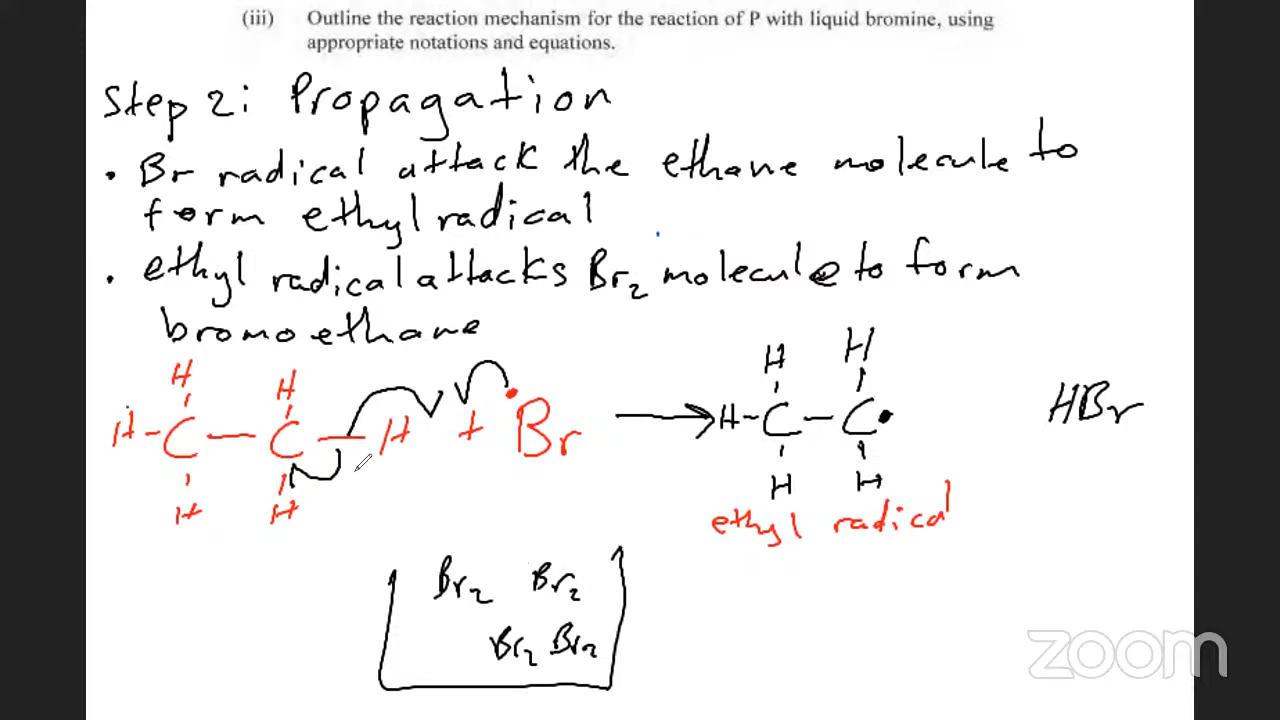 (iii) Outline the reaction mechanism for the reaction of P with liquid bromine, using
appropriate notations and equations.
Step 2: Propagation
• Br radical attack the ethane molecule to
form ethyl radical
• ethyl radical attacks Br₂ molecule to form
bromoethane
H H H H
H-C-C-H + •Br → H-C-C• HBr
H H H H
ethyl radical
Br₂ Br₂
Br₂ Br₂
zoom